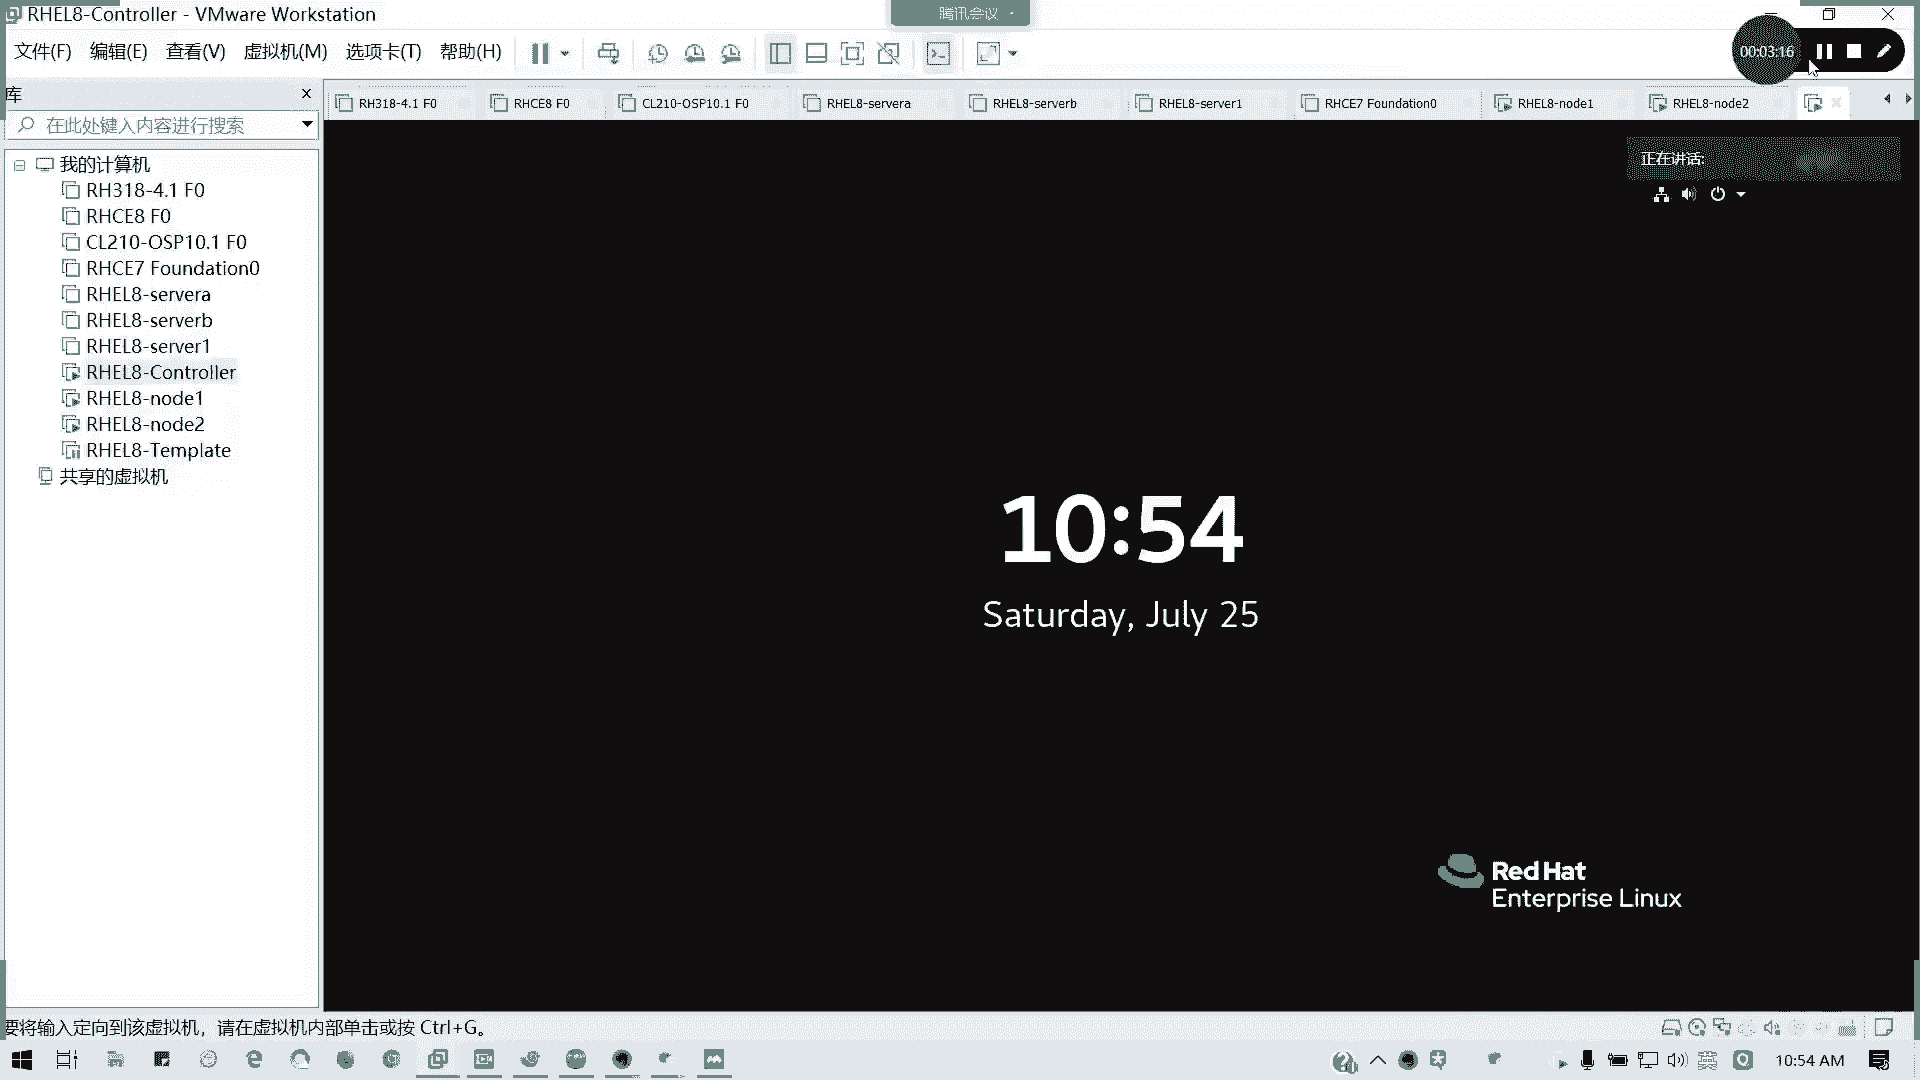 RHEL8-Controller - VMware Workstation
腾讯会议
文件(F) 编辑(E) 查看(V) 虚拟机(M) 选项卡(T) 帮助(H)
00:03:16
库
在此处键入内容进行搜索
RH318-4.1 F0 RHCE8 F0 CL210-OSP10.1 F0 RHEL8-servera RHEL8-serverb RHEL8-server1 RHCE7 Foundation0 RHEL8-node1 RHEL8-node2
正在讲话:
我的计算机
RH318-4.1 F0
RHCE8 F0
CL210-OSP10.1 F0
RHCE7 Foundation0
RHEL8-servera
RHEL8-serverb
RHEL8-server1
RHEL8-Controller
RHEL8-node1
RHEL8-node2
RHEL8-Template
共享的虚拟机
10:54
Saturday, July 25
Red Hat
Enterprise Linux
要将输入定向到该虚拟机，请在虚拟机内部单击或按 Ctrl+G。
英
10:54 AM